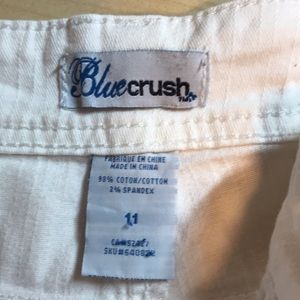 Bluecrush
FABRIQUE EN CHINE
MADE IN CHINA
98% COTON/COTTON
2% SPANDEX
11